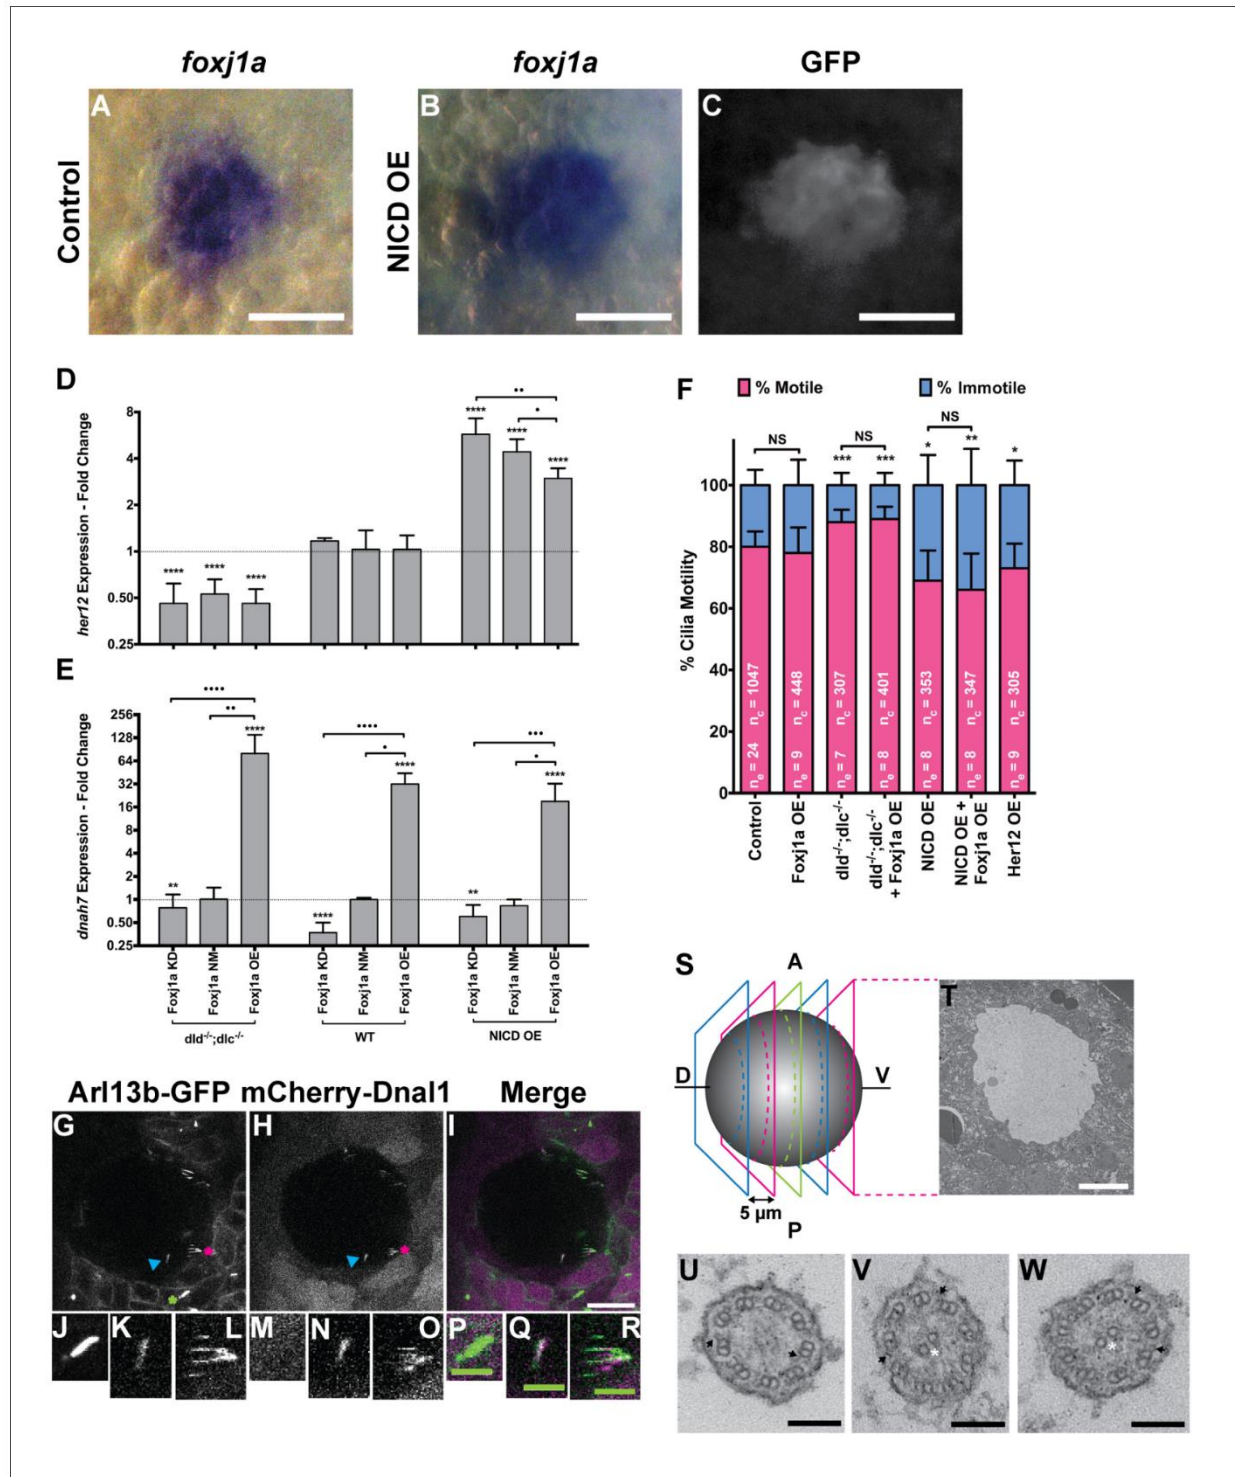 foxj1a
foxj1a
GFP
A
B
C
Control
NICD OE
D
her12 Expression - Fold Change
8
4
2
1
0.50
0.25
****
****
****
****
****
****
••
•
E
dnah7 Expression - Fold Change
256
128
64
32
16
8
4
2
1
0.50
0.25
••••
••
****
**
••••
•
****
****
•••
•
****
**
Foxj1a KD
Foxj1a NM
Foxj1a OE
Foxj1a KD
Foxj1a NM
Foxj1a OE
Foxj1a KD
Foxj1a NM
Foxj1a OE
dld-/-;dlc-/-
WT
NICD OE
F
% Motile
% Immotile
NS
NS
NS
***
***
*
**
*
% Cilia Motility
100
80
60
40
20
0
ne = 24 nc = 1047
ne = 9 nc = 448
ne = 7 nc = 307
ne = 8 nc = 401
ne = 8 nc = 353
ne = 8 nc = 347
ne = 9 nc = 305
Control
Foxj1a OE
dld-/-;dlc-/-
dld-/-;dlc-/-
+ Foxj1a OE
NICD OE
NICD OE +
Foxj1a OE
Her12 OE
Arl13b-GFP
mCherry-Dnal1
Merge
G
H
I
*
*
*
J
K
L
M
N
O
P
Q
R
S
A
D
V
5 µm
P
T
U
V
W
*
*